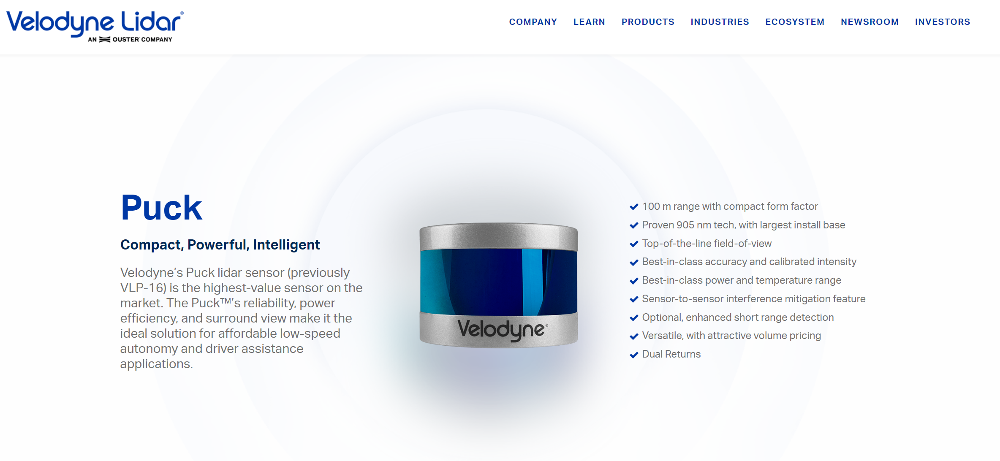 Velodyne Lidar®
AN OUSTER COMPANY
COMPANY LEARN PRODUCTS INDUSTRIES ECOSYSTEM NEWSROOM INVESTORS
Puck
Compact, Powerful, Intelligent
Velodyne’s Puck lidar sensor (previously
VLP-16) is the highest-value sensor on the
market. The Puck™’s reliability, power
efficiency, and surround view make it the
ideal solution for affordable low-speed
autonomy and driver assistance
applications.
Velodyne®
100 m range with compact form factor
Proven 905 nm tech, with largest install base
Top-of-the-line field-of-view
Best-in-class accuracy and calibrated intensity
Best-in-class power and temperature range
Sensor-to-sensor interference mitigation feature
Optional, enhanced short range detection
Versatile, with attractive volume pricing
Dual Returns